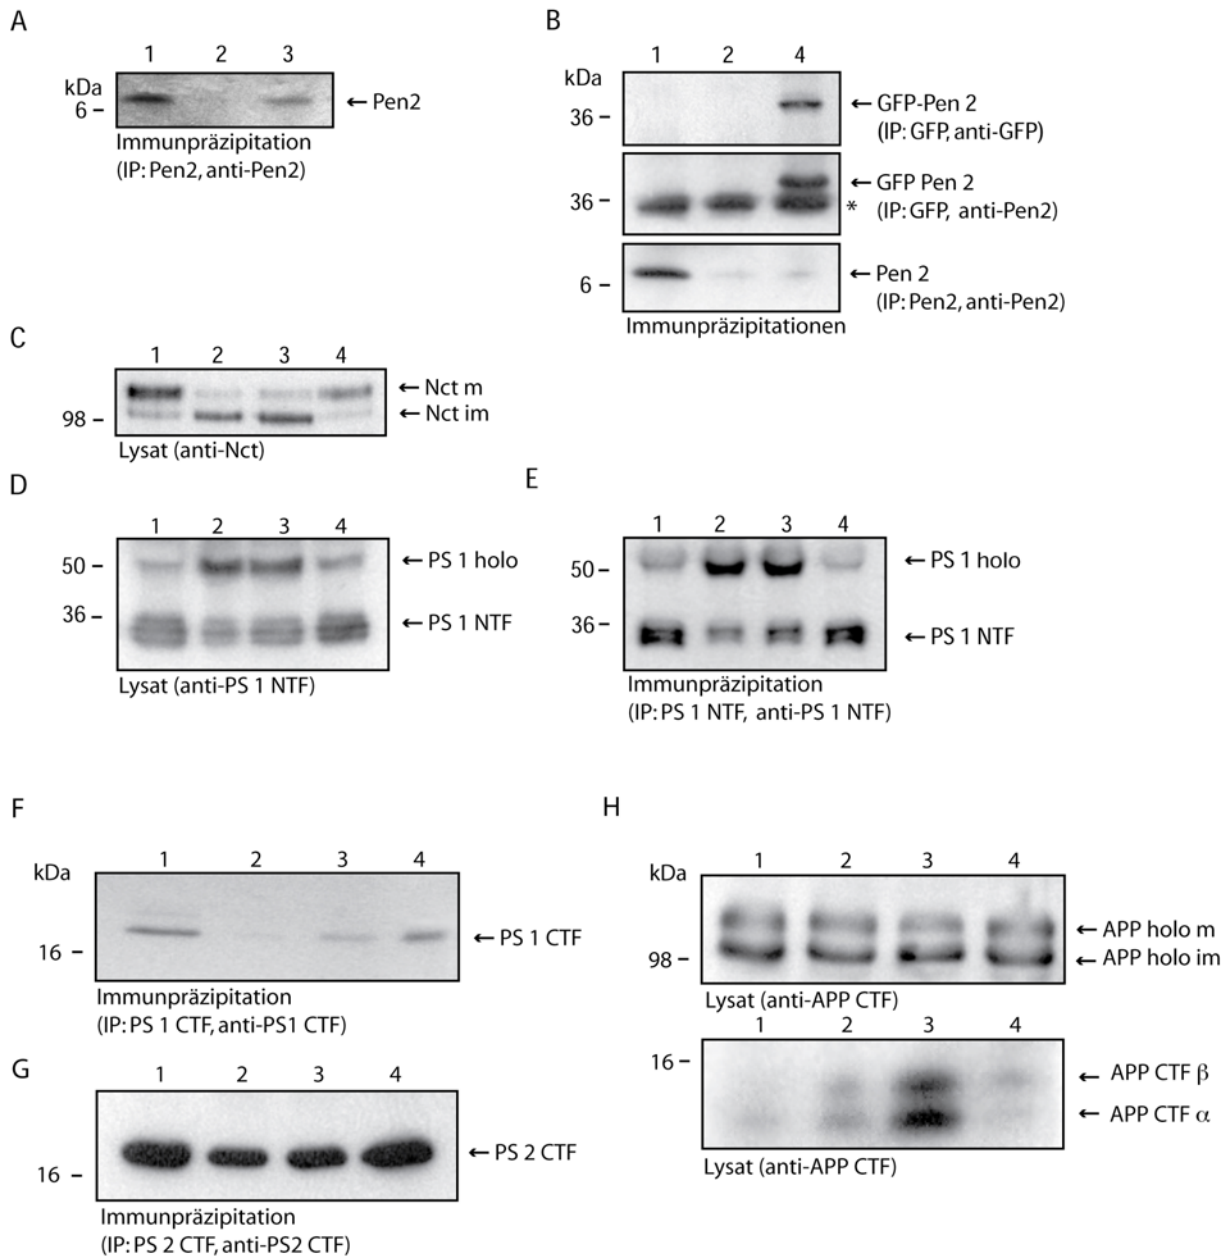 A
1 2 3
kDa
6
← Pen2
Immunpräzipitation
(IP: Pen2, anti-Pen2)
B
1 2 4
kDa
36
← GFP-Pen 2
(IP: GFP, anti-GFP)
36
← GFP Pen 2
*
(IP: GFP, anti-Pen2)
6
← Pen 2
(IP: Pen2, anti-Pen2)
Immunpräzipitationen
C
1 2 3 4
← Nct m
98
← Nct im
Lysat (anti-Nct)
D
1 2 3 4
50
← PS 1 holo
36
← PS 1 NTF
Lysat (anti-PS 1 NTF)
E
1 2 3 4
50
← PS 1 holo
36
← PS 1 NTF
Immunpräzipitation
(IP: PS 1 NTF, anti-PS 1 NTF)
F
1 2 3 4
kDa
16
← PS 1 CTF
Immunpräzipitation
(IP: PS 1 CTF, anti-PS1 CTF)
G
1 2 3 4
← PS 2 CTF
16
Immunpräzipitation
(IP: PS 2 CTF, anti-PS2 CTF)
H
1 2 3 4
kDa
← APP holo m
98
← APP holo im
Lysat (anti-APP CTF)
1 2 3 4
16
← APP CTF β
← APP CTF α
Lysat (anti-APP CTF)